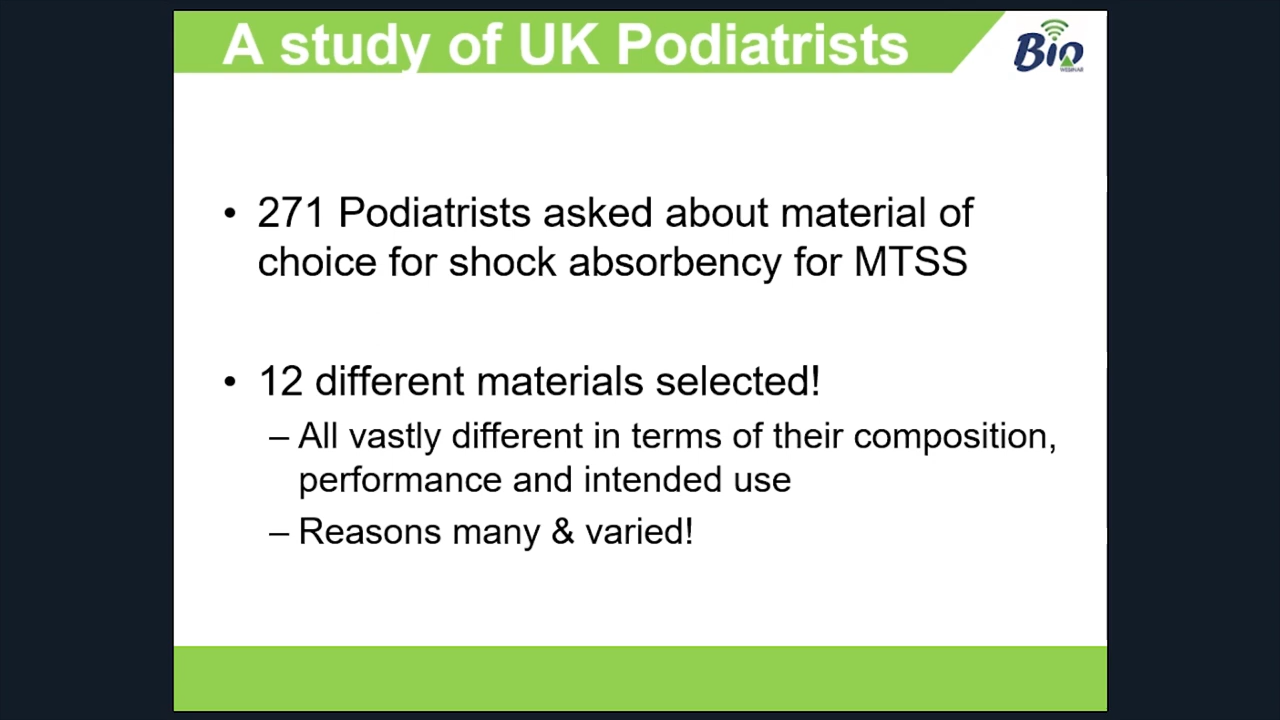 A study of UK Podiatrists
Bio
WEBINAR
• 271 Podiatrists asked about material of
choice for shock absorbency for MTSS
• 12 different materials selected!
– All vastly different in terms of their composition,
performance and intended use
– Reasons many & varied!